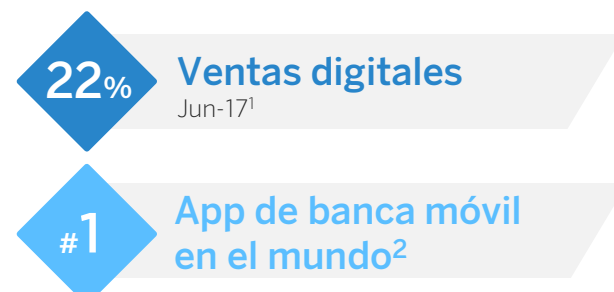 22%
Ventas digitales
Jun-17¹
#1
App de banca móvil
en el mundo²